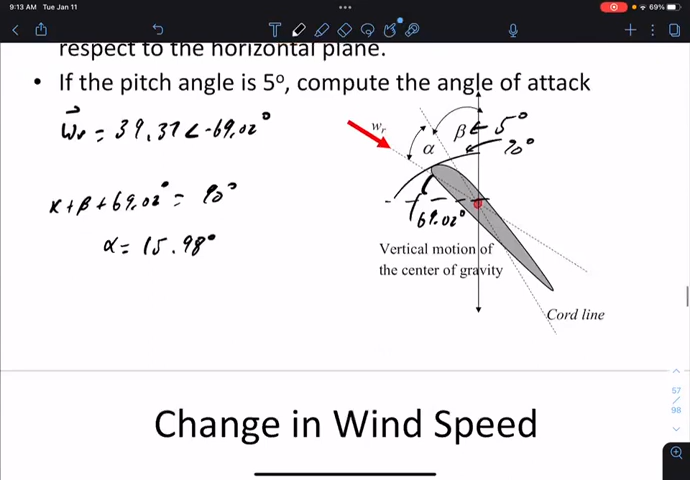 9:13 AM Tue Jan 11
69%
respect to the horizontal plane.
• If the pitch angle is 5°, compute the angle of attack
W⃗r = 39.37∠-69.02°
α+β+69.02° = 90°
α = 15.98°
wr
α
β ← 5°
90°
69.02°
Vertical motion of
the center of gravity
Cord line
57
/
98
Change in Wind Speed